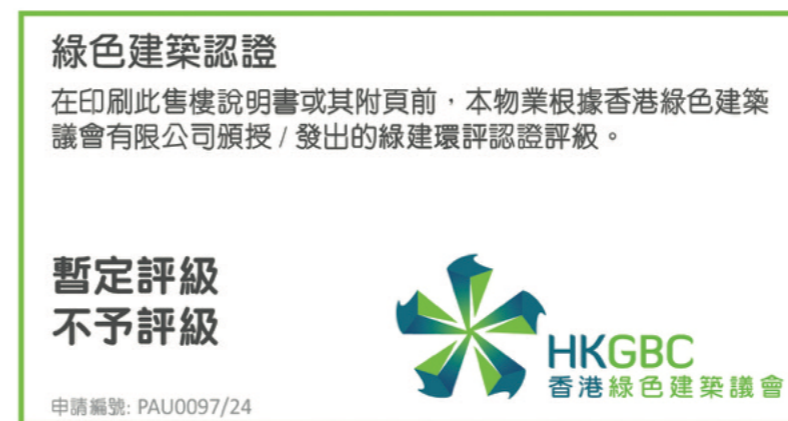 綠色建築認證
在印刷此售樓說明書或其附頁前，本物業根據香港綠色建築
議會有限公司頒授 / 發出的綠建環評認證評級。
暫定評級
不予評級
HKGBC
香港綠色建築議會
申請編號: PAU0097/24